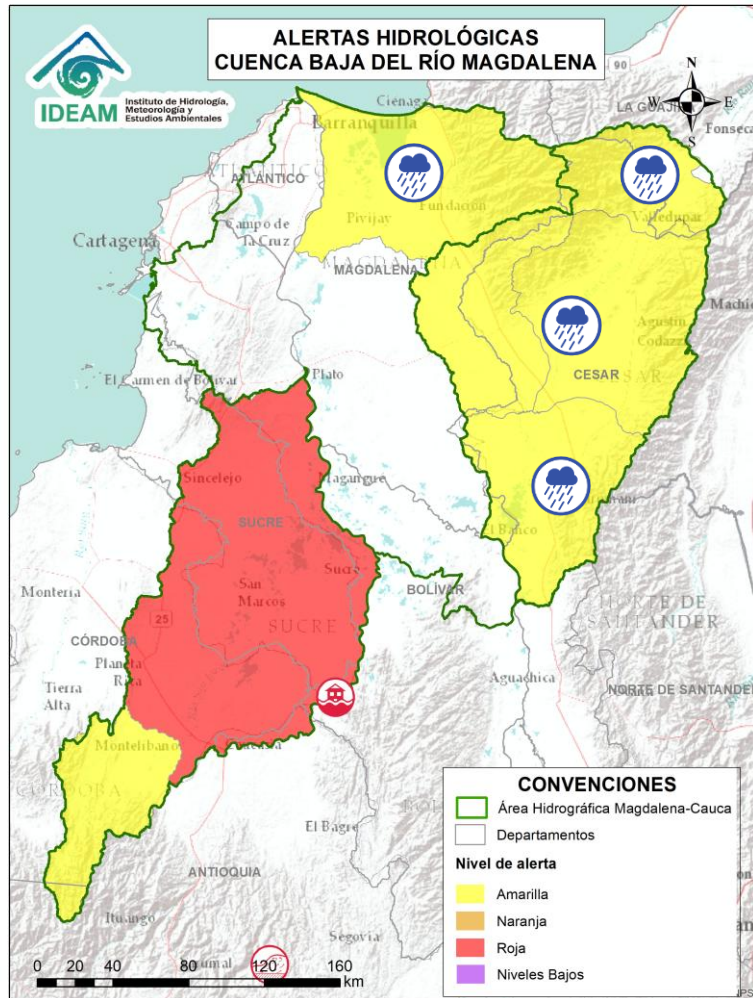 ALERTAS HIDROLÓGICAS
CUENCA BAJA DEL RÍO MAGDALENA
IDEAM
Instituto de Hidrología,
Meteorología y
Estudios Ambientales
90
N
W
E
S
LA GUAJI
Fonseca
Ciénaga
Barranquilla
ATLÁNTICO
Valledupar
Pivijay
Fundación
Campo de
la Cruz
Cartagena
MAGDALENA
MAGDALENA
Agustín
Codazzi
CESAR
El Carmen de Bolívar
Plato
Sincelejo
Magangue
SUCRE
El Banco
Sucre
San
Marcos
BOLÍVAR
SUCRE
Montería
25
CÓRDOBA
NORTE DE
SANTANDER
Planeta
Rica
Tierra
Alta
Aguachica
NORTE DE SANTANDER
Montelibano
El Bagre
ANTIOQUIA
Ituango
Segovia
0 20 40 80 120 160
km
CONVENCIONES
Área Hidrográfica Magdalena-Cauca
Departamentos
Nivel de alerta
Amarilla
Naranja
Roja
Niveles Bajos